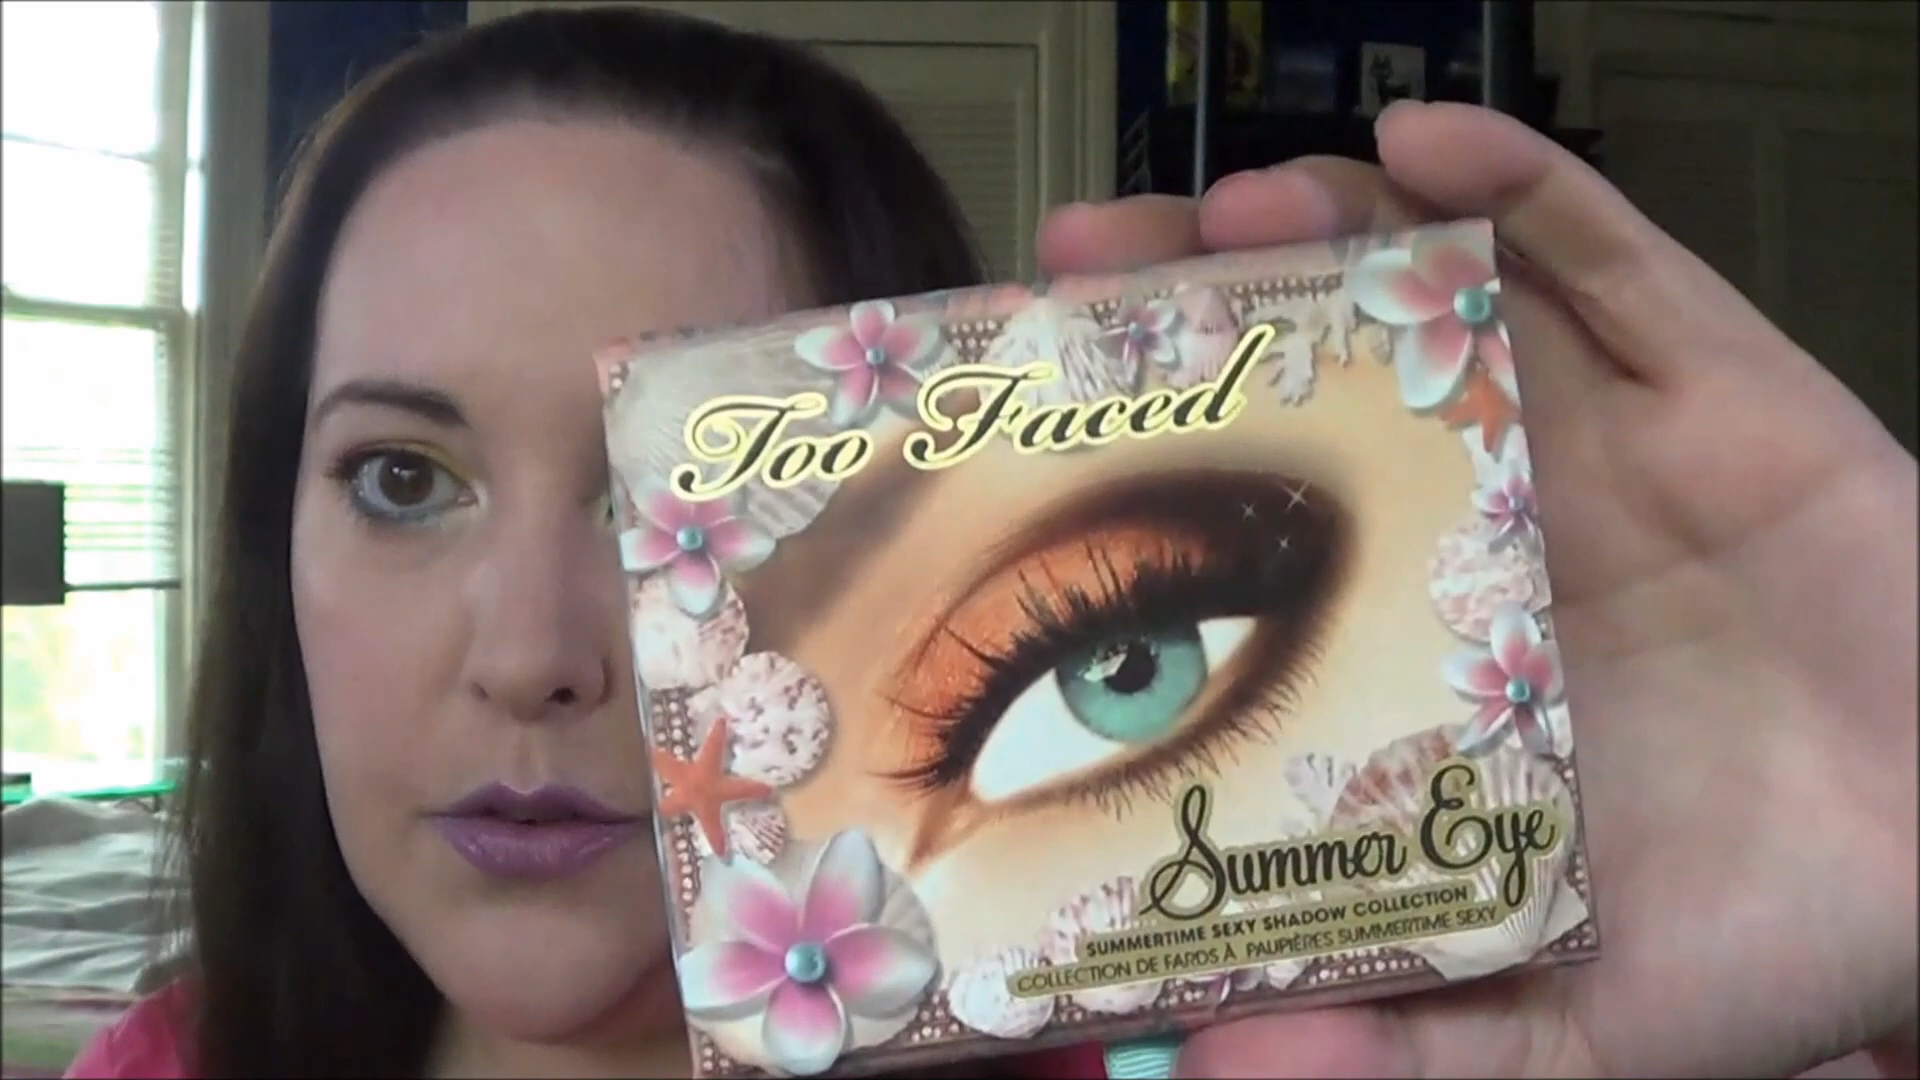 Too Faced
Summer Eye
SUMMERTIME SEXY SHADOW COLLECTION
COLLECTION DE FARDS À PAUPIÈRES SUMMERTIME SEXY